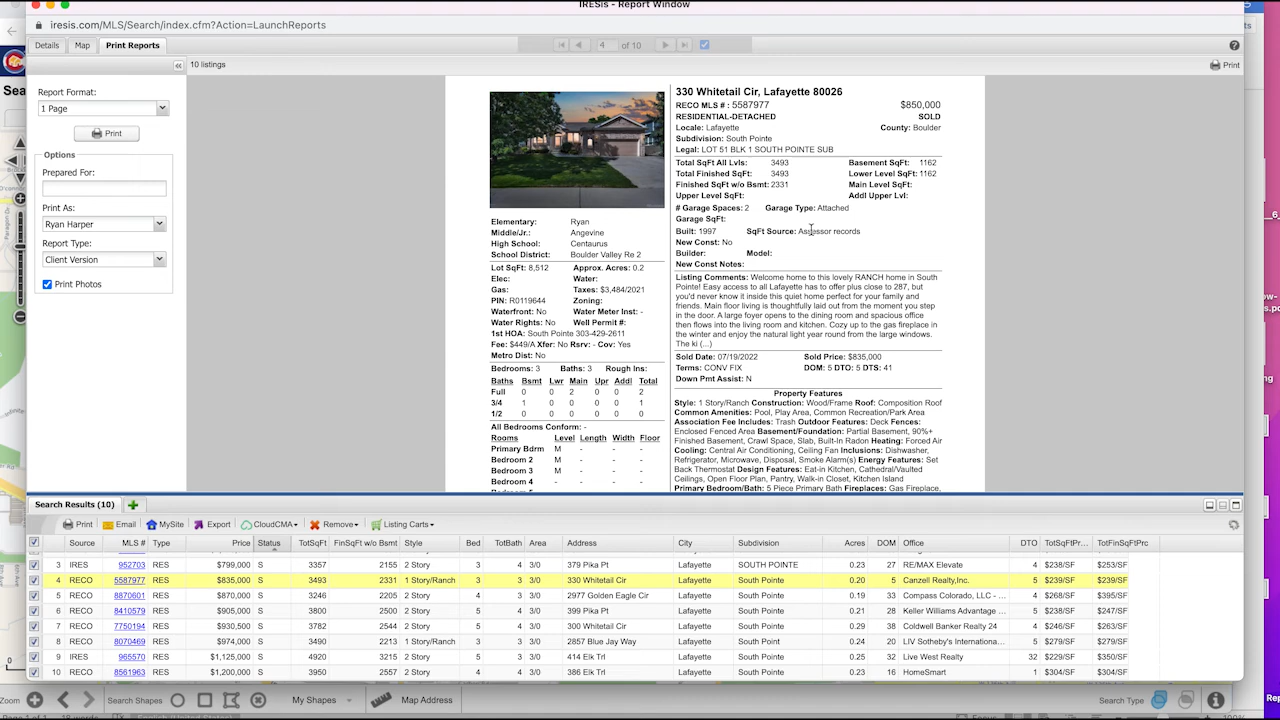 IRESis - Report Window
iresis.com/MLS/Search/index.cfm?Action=LaunchReports
Details Map Print Reports 4 of 10
10 listings Print
Report Format:
1 Page
Print
Options
Prepared For:
Print As:
Ryan Harper
Report Type:
Client Version
Print Photos
330 Whitetail Cir, Lafayette 80026
RECO MLS # : 5587977 $850,000
RESIDENTIAL-DETACHED SOLD
Locale: Lafayette County: Boulder
Subdivision: South Pointe
Legal: LOT 51 BLK 1 SOUTH POINTE SUB
Total SqFt All Lvls: 3493 Basement SqFt: 1162
Total Finished SqFt: 3493 Lower Level SqFt: 1162
Finished SqFt w/o Bsmt: 2331 Main Level SqFt:
Upper Level SqFt: Addl Upper Lvl:
# Garage Spaces: 2 Garage Type: Attached
Garage SqFt:
Built: 1997 SqFt Source: Assessor records
New Const: No
Builder: Model:
New Const Notes:
Listing Comments: Welcome home to this lovely RANCH home in South
Pointe! Easy access to all Lafayette has to offer plus close to 287, but
you'd never know it inside this quiet home perfect for your family and
friends. Main floor living is thoughtfully laid out from the moment you step
in the door. A large foyer opens to the dining room and spacious office
then flows into the living room and kitchen. Cozy up to the gas fireplace in
the winter and enjoy the natural light year round from the large windows.
The ki (...)
Sold Date: 07/19/2022 Sold Price: $835,000
Terms: CONV FIX DOM: 5 DTO: 5 DTS: 41
Down Pmt Assist: N
Property Features
Style: 1 Story/Ranch Construction: Wood/Frame Roof: Composition Roof
Common Amenities: Pool, Play Area, Common Recreation/Park Area
Association Fee Includes: Trash Outdoor Features: Deck Fences:
Enclosed Fenced Area Basement/Foundation: Partial Basement, 90%+
Finished Basement, Crawl Space, Slab, Built-In Radon Heating: Forced Air
Cooling: Central Air Conditioning, Ceiling Fan Inclusions: Dishwasher,
Refrigerator, Microwave, Disposal, Smoke Alarm(s) Energy Features: Set
Back Thermostat Design Features: Eat-in Kitchen, Cathedral/Vaulted
Ceilings, Open Floor Plan, Pantry, Walk-in Closet, Kitchen Island
Primary Bedroom/Bath: 5 Piece Primary Bath Fireplaces: Gas Fireplace,
Elementary: Ryan
Middle/Jr.: Angevine
High School: Centaurus
School District: Boulder Valley Re 2
Lot SqFt: 8,512 Approx. Acres: 0.2
Elec: Water:
Gas: Taxes: $3,484/2021
PIN: R0119644 Zoning:
Waterfront: No Water Meter Inst: -
Water Rights: No Well Permit #:
1st HOA: South Pointe 303-429-2611
Fee: $449/A Xfer: No Rsrv: - Cov: Yes
Metro Dist: No
Bedrooms: 3 Baths: 3 Rough Ins:
Baths Bsmt Lwr Main Upr Addl Total
Full 0 0 2 0 0 2
3/4 1 0 0 0 0 1
1/2 0 0 0 0 0 0
All Bedrooms Conform: -
Rooms Level Length Width Floor
Primary Bdrm M - - -
Bedroom 2 M - - -
Bedroom 3 M - - -
Bedroom 4 - - - -
Search Results (10)
Print Email MySite Export CloudCMA Remove Listing Carts
Source MLS # Type Price Status TotSqFt FinSqFt w/o Bsmt Style Bed TotBath Area Address City Subdivision Acres DOM Office DTO TotSqFtPr... TotFinSqFtPrc
3 IRES 952703 RES $799,000 S 3357 2155 2 Story 3 4 3/0 379 Pika Pt Lafayette SOUTH POINTE 0.23 27 RE/MAX Elevate 4 $238/SF $253/SF
4 RECO 5587977 RES $835,000 S 3493 2331 1 Story/Ranch 3 3 3/0 330 Whitetail Cir Lafayette South Pointe 0.20 5 Canzell Realty,Inc. 5 $239/SF $239/SF
5 RECO 8870601 RES $870,000 S 3246 2205 2 Story 4 4 3/0 2977 Golden Eagle Cir Lafayette South Pointe 0.19 33 Compass Colorado, LLC - ... 5 $268/SF $395/SF
6 RECO 8410579 RES $905,000 S 3800 2500 2 Story 5 4 3/0 399 Pika Pt Lafayette South Pointe 0.21 28 Keller Williams Advantage ... 5 $238/SF $247/SF
7 RECO 7750194 RES $930,500 S 3782 2544 2 Story 5 4 3/0 300 Whitetail Cir Lafayette South Pointe 0.29 38 Coldwell Banker Realty 24 4 $246/SF $263/SF
8 RECO 8070469 RES $974,000 S 3490 2213 1 Story/Ranch 3 3 3/0 2857 Blue Jay Way Lafayette South Point 0.24 20 LIV Sotheby's Internationa... 5 $279/SF $279/SF
9 IRES 965570 RES $1,125,000 S 4920 3215 2 Story 5 4 3/0 414 Elk Trl Lafayette South Pointe 0.25 32 Live West Realty 32 $229/SF $350/SF
10 RECO 8561963 RES $1,200,000 S 3950 2557 2 Story 5 4 3/0 386 Elk Trl Lafayette South Pointe 0.23 16 HomeSmart 1 $304/SF $304/SF
Zoom Search Shapes My Shapes Map Address Search Type